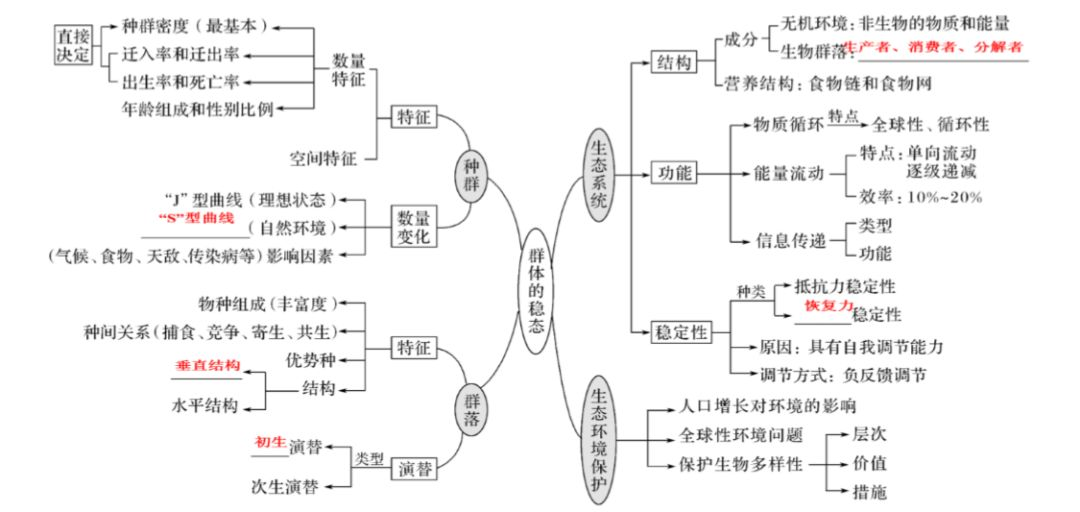 直接
决定
种群密度（最基本）
迁入率和迁出率
出生率和死亡率
年龄组成和性别比例
数量
特征
空间特征
特征
种群
“J”型曲线（理想状态）
“S”型曲线（自然环境）
(气候、食物、天敌、传染病等) 影响因素
数量
变化
物种组成（丰富度）
种间关系（捕食、竞争、寄生、共生）
优势种
结构
垂直结构
水平结构
特征
群落
初生演替
次生演替
类型
演替
群体的稳态
生态系统
结构
成分
无机环境：非生物的物质和能量
生物群落：生产者、消费者、分解者
营养结构：食物链和食物网
功能
物质循环
特点
全球性、循环性
能量流动
特点：单向流动
逐级递减
效率：10%~20%
信息传递
类型
功能
稳定性
种类
抵抗力稳定性
恢复力稳定性
原因：具有自我调节能力
调节方式：负反馈调节
生态环境保护
人口增长对环境的影响
全球性环境问题
保护生物多样性
层次
价值
措施